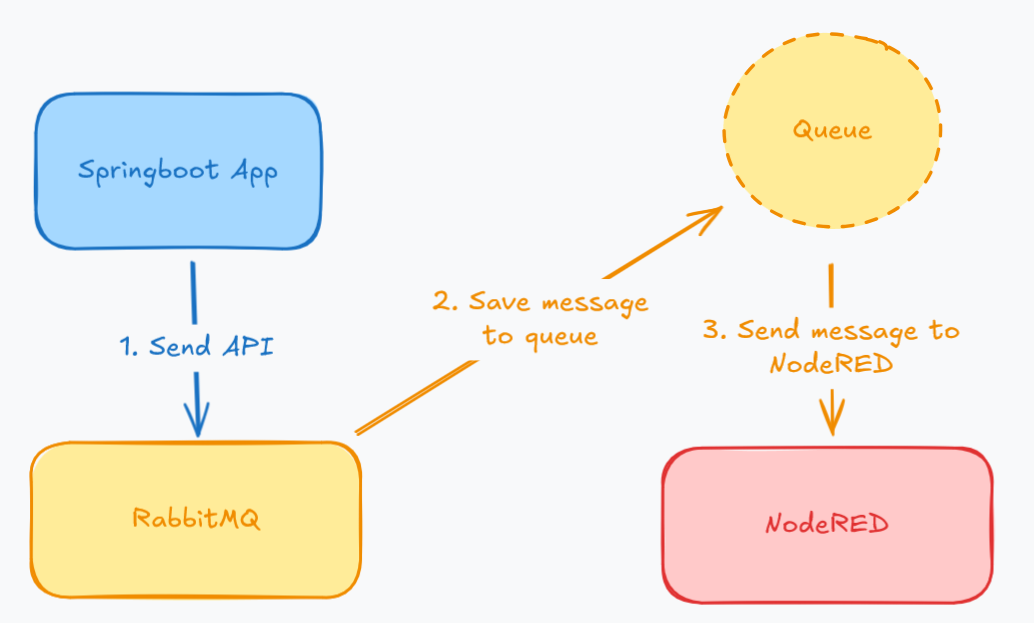 Springboot App
1. Send API
RabbitMQ
2. Save message
to queue
Queue
3. Send message to
NodeRED
NodeRED